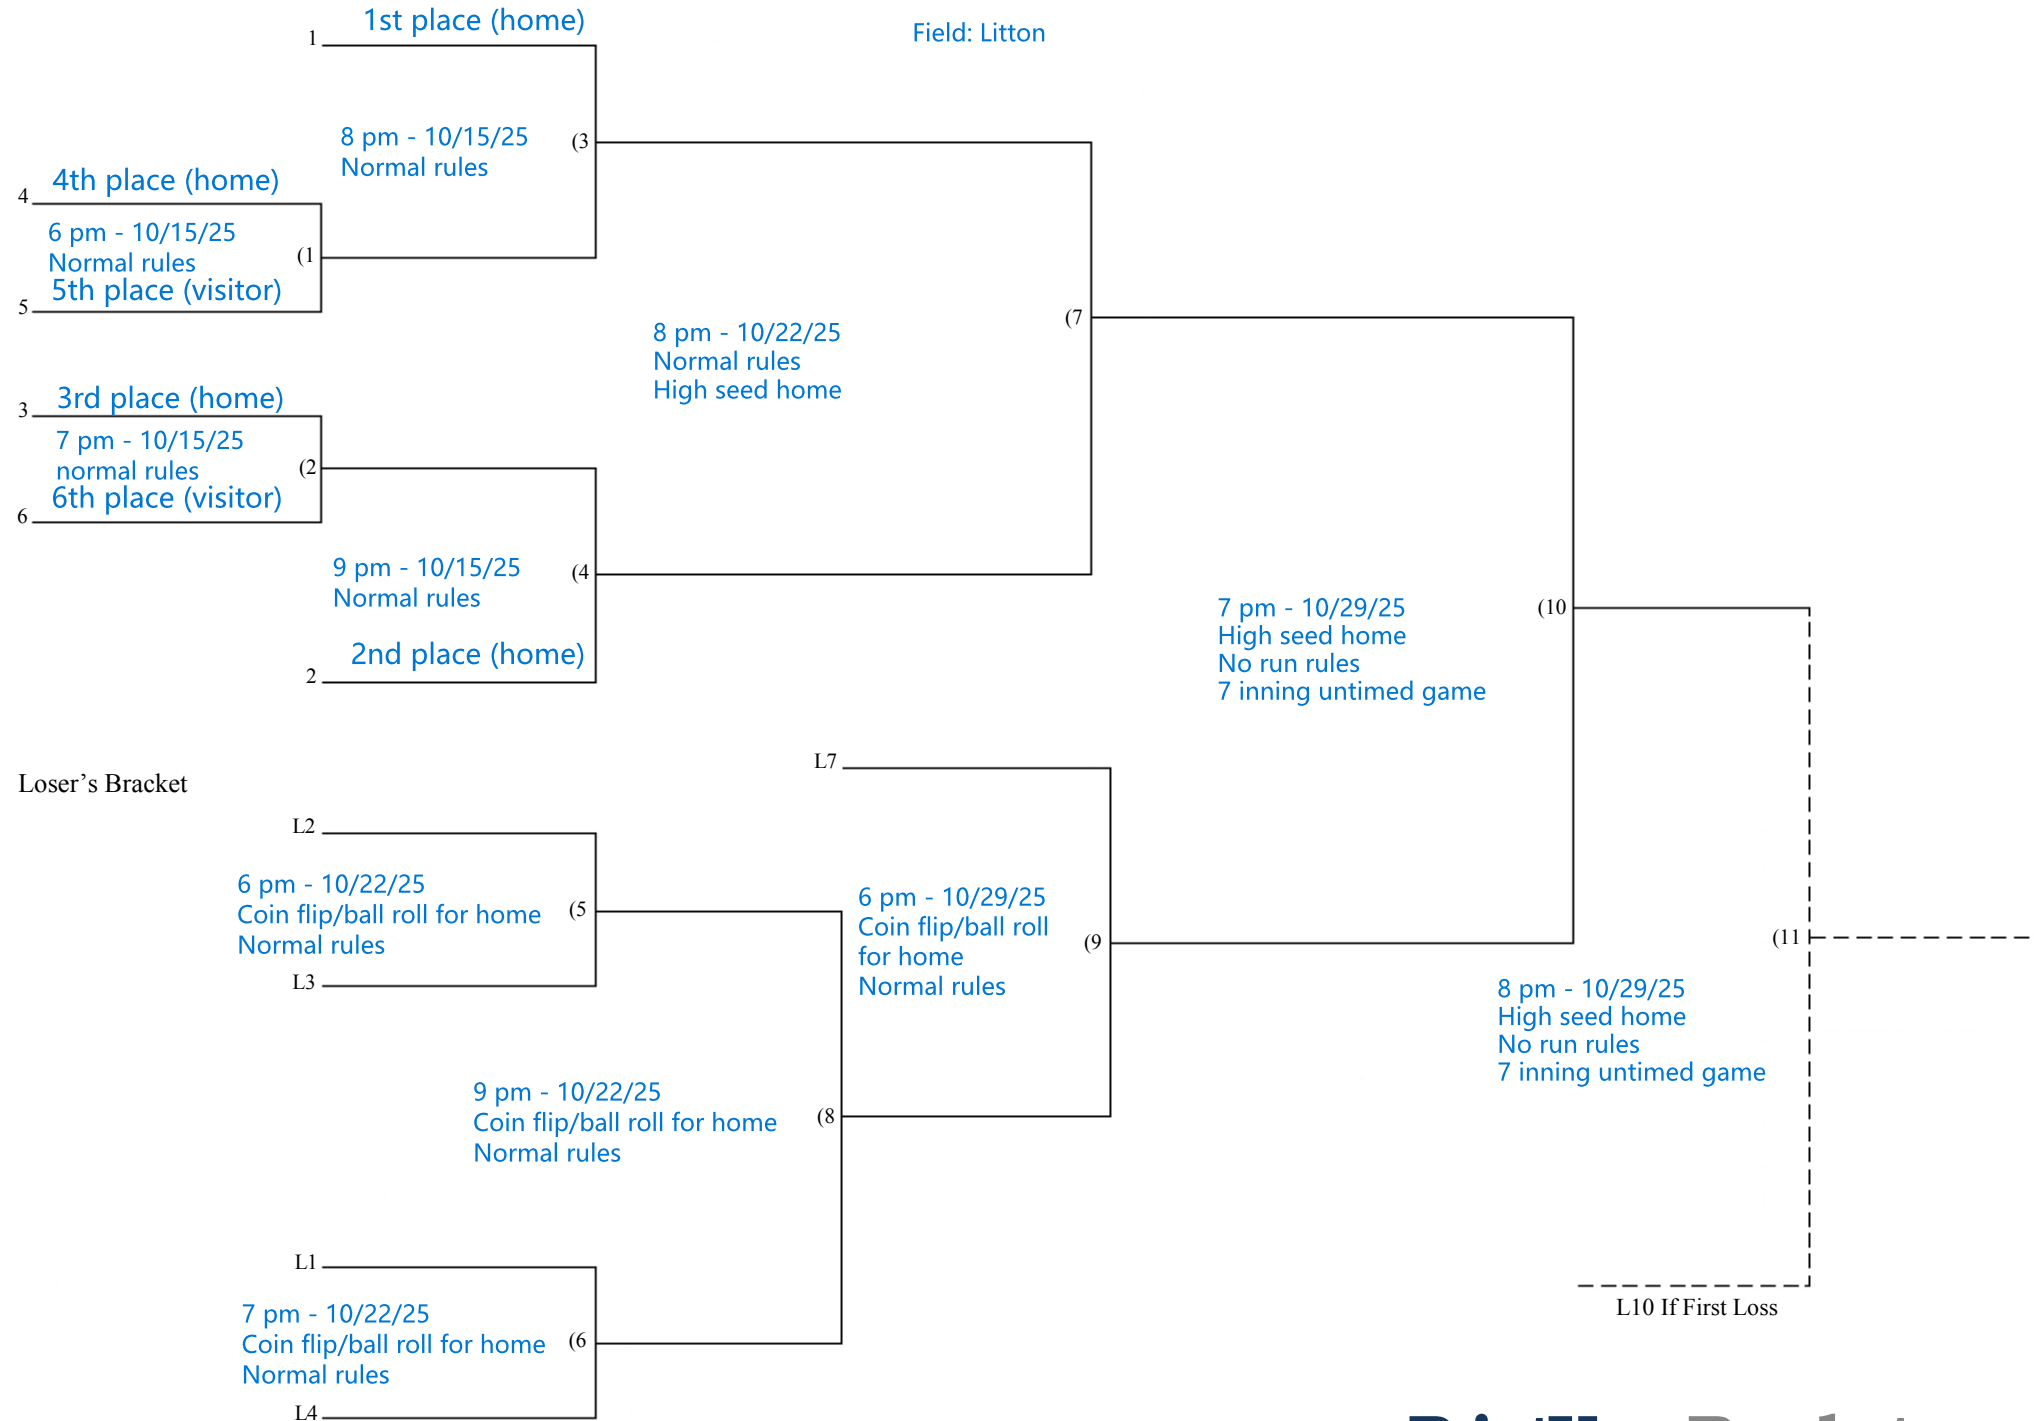 1st place (home)
Field: Litton
1
8 pm - 10/15/25
Normal rules
(3
4th place (home)
4
6 pm - 10/15/25
Normal rules
(1
5th place (visitor)
5
(7
8 pm - 10/22/25
Normal rules
High seed home
3rd place (home)
3
7 pm - 10/15/25
normal rules
(2
6th place (visitor)
6
9 pm - 10/15/25
Normal rules
(4
2nd place (home)
2
7 pm - 10/29/25
High seed home
No run rules
7 inning untimed game
(10
L7
Loser’s Bracket
L2
6 pm - 10/22/25
Coin flip/ball roll for home
Normal rules
(5
L3
6 pm - 10/29/25
Coin flip/ball roll
for home
Normal rules
(9
(11
8 pm - 10/29/25
High seed home
No run rules
7 inning untimed game
9 pm - 10/22/25
Coin flip/ball roll for home
Normal rules
(8
L1
7 pm - 10/22/25
Coin flip/ball roll for home
Normal rules
(6
L4
L10 If First Loss